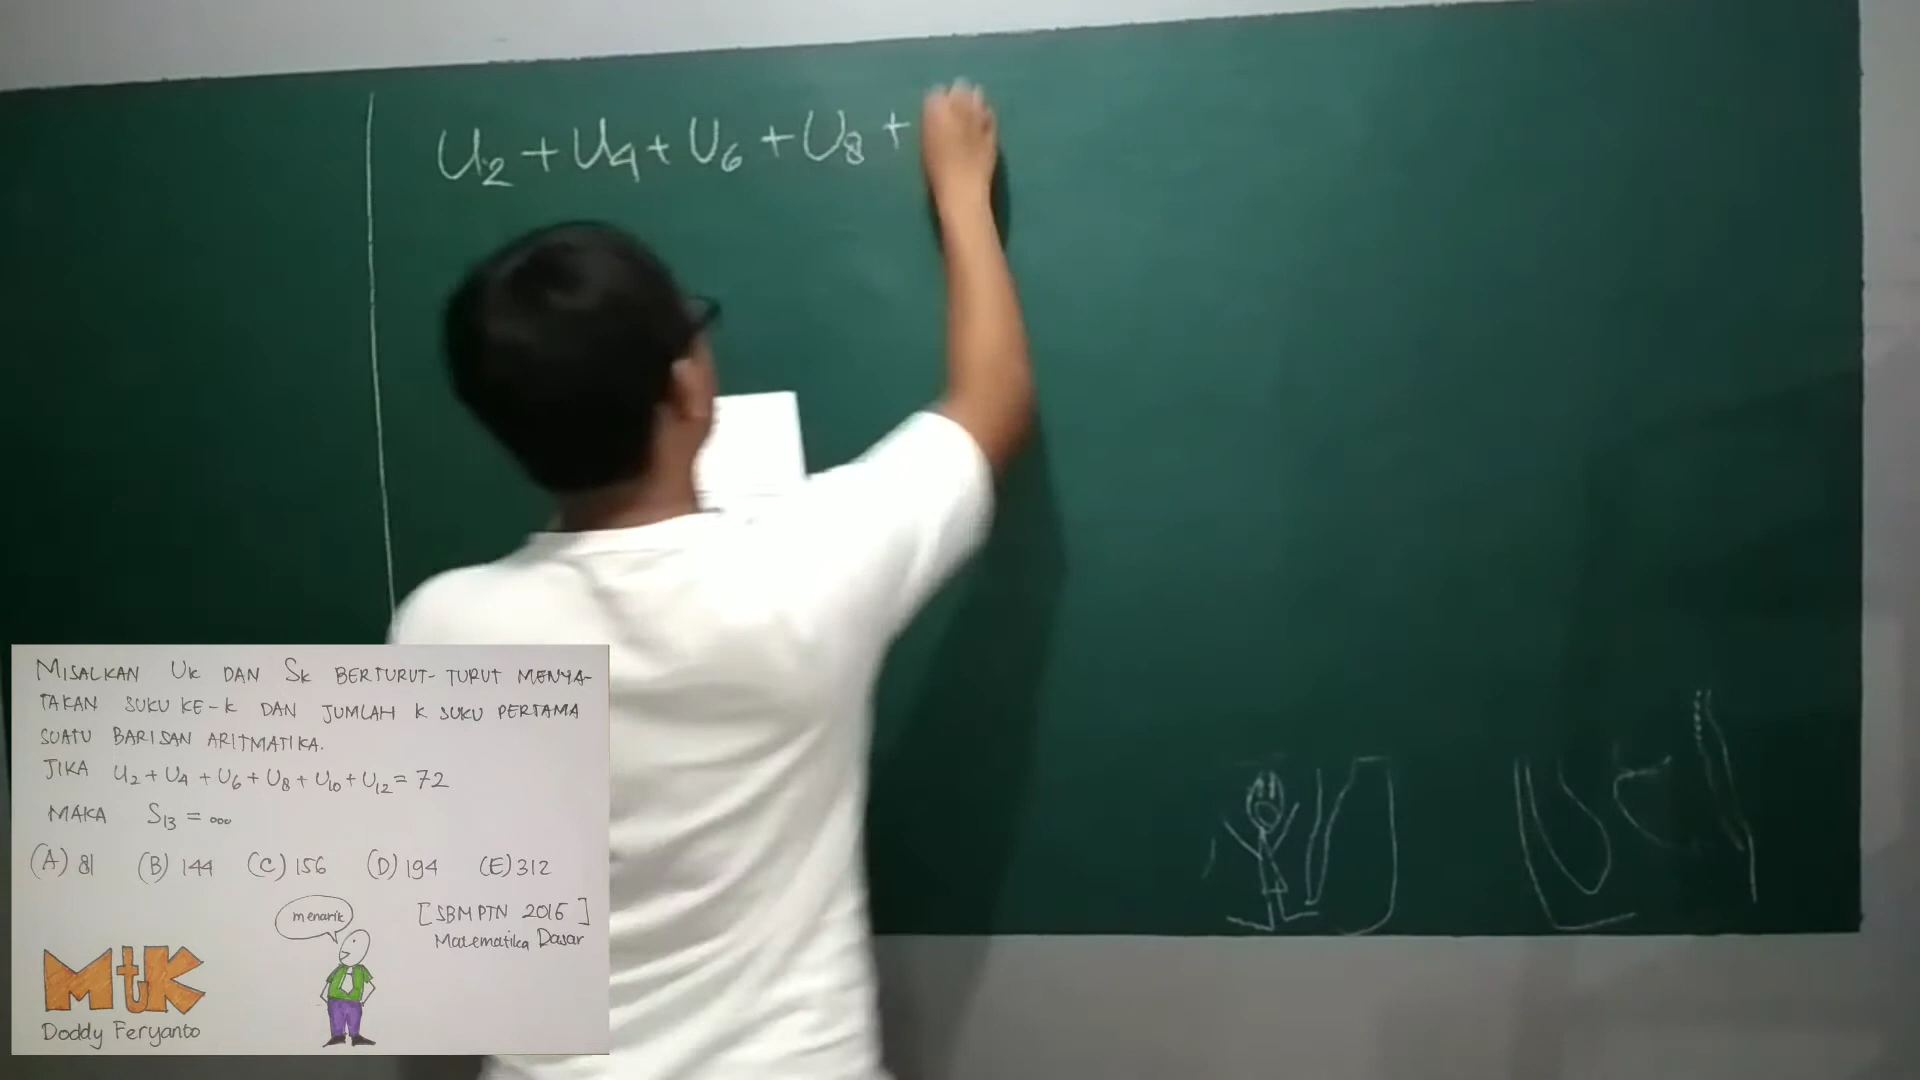 U₂ + U₄ + U₆ + U₈ +
MISALKAN Uk DAN Sk BERTURUT-TURUT MENYA-
TAKAN SUKU KE-K DAN JUMLAH K SUKU PERTAMA
SUATU BARISAN ARITMATIKA.
JIKA U₂ + U₄ + U₆ + U₈ + U₁₀ + U₁₂ = 72
MAKA S₁₃ = ...
(A) 81 (B) 144 (C) 156 (D) 194 (E) 312
menarik
[SBMPTN 2016]
Matematika Dasar
MtK
Doddy Feryanto